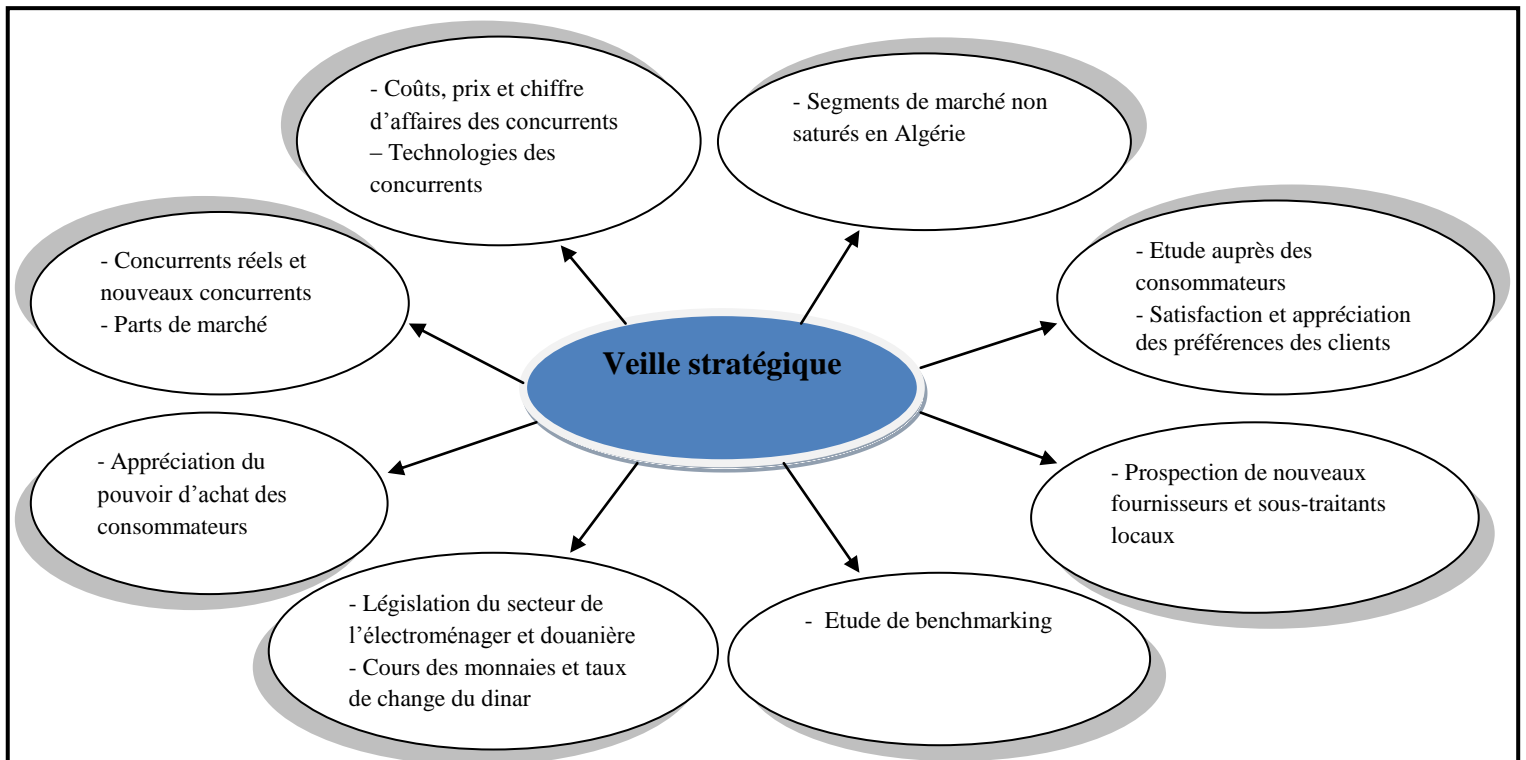 - Coûts, prix et chiffre
d’affaires des concurrents
– Technologies des
concurrents
- Segments de marché non
saturés en Algérie
- Concurrents réels et
nouveaux concurrents
- Parts de marché
- Etude auprès des
consommateurs
- Satisfaction et appréciation
des préférences des clients
Veille stratégique
- Appréciation du
pouvoir d’achat des
consommateurs
- Prospection de nouveaux
fournisseurs et sous-traitants
locaux
- Législation du secteur de
l’électroménager et douanière
- Cours des monnaies et taux
de change du dinar
- Etude de benchmarking